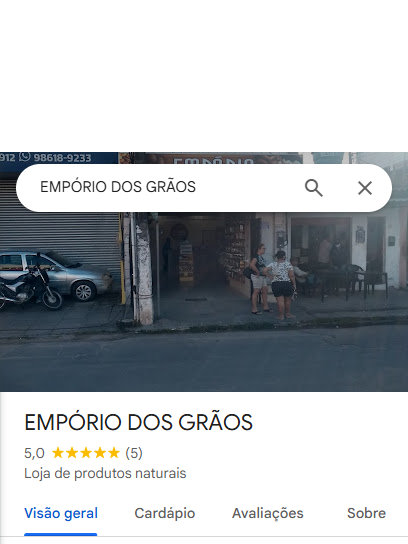 912 98618-9233
EMPÓRIO
EMPÓRIO DOS GRÃOS
EMPÓRIO DOS GRÃOS
5,0 (5)
Loja de produtos naturais
Visão geral Cardápio Avaliações Sobre